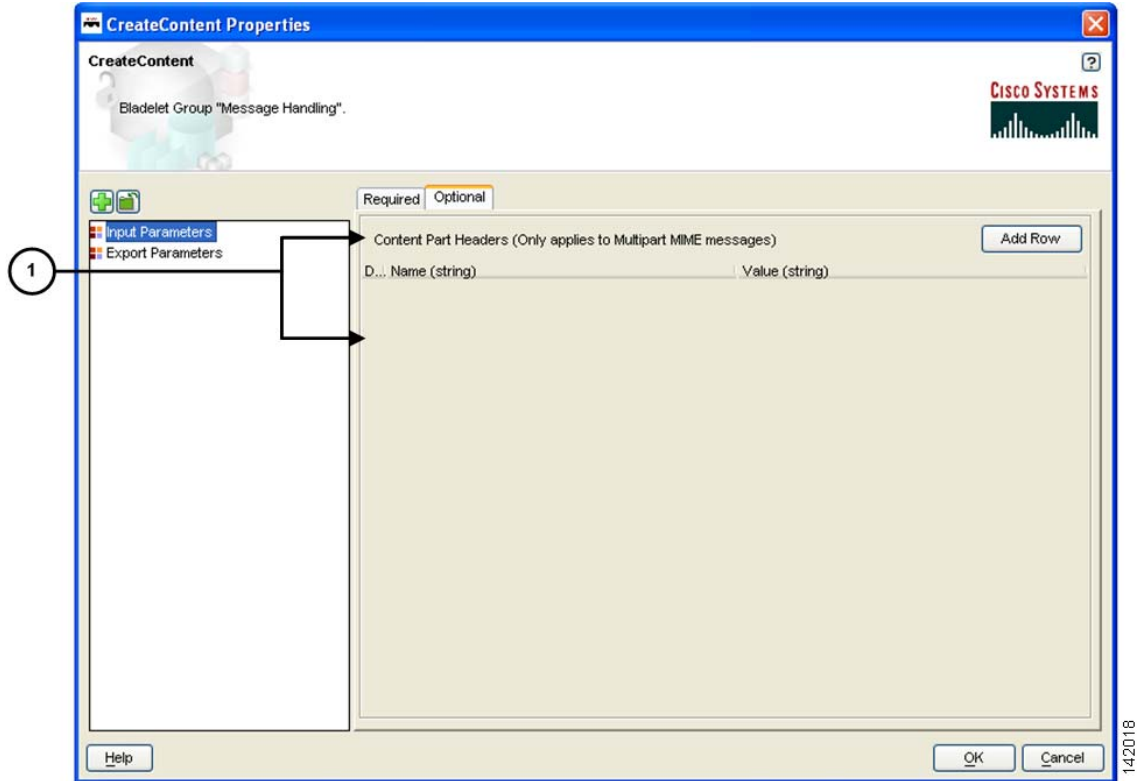 CreateContent Properties
CreateContent
?
Bladelet Group "Message Handling".
CISCO SYSTEMS
Required Optional
Input Parameters
Export Parameters
Content Part Headers (Only applies to Multipart MIME messages)
Add Row
D... Name (string) Value (string)
1
Help
OK Cancel
142018